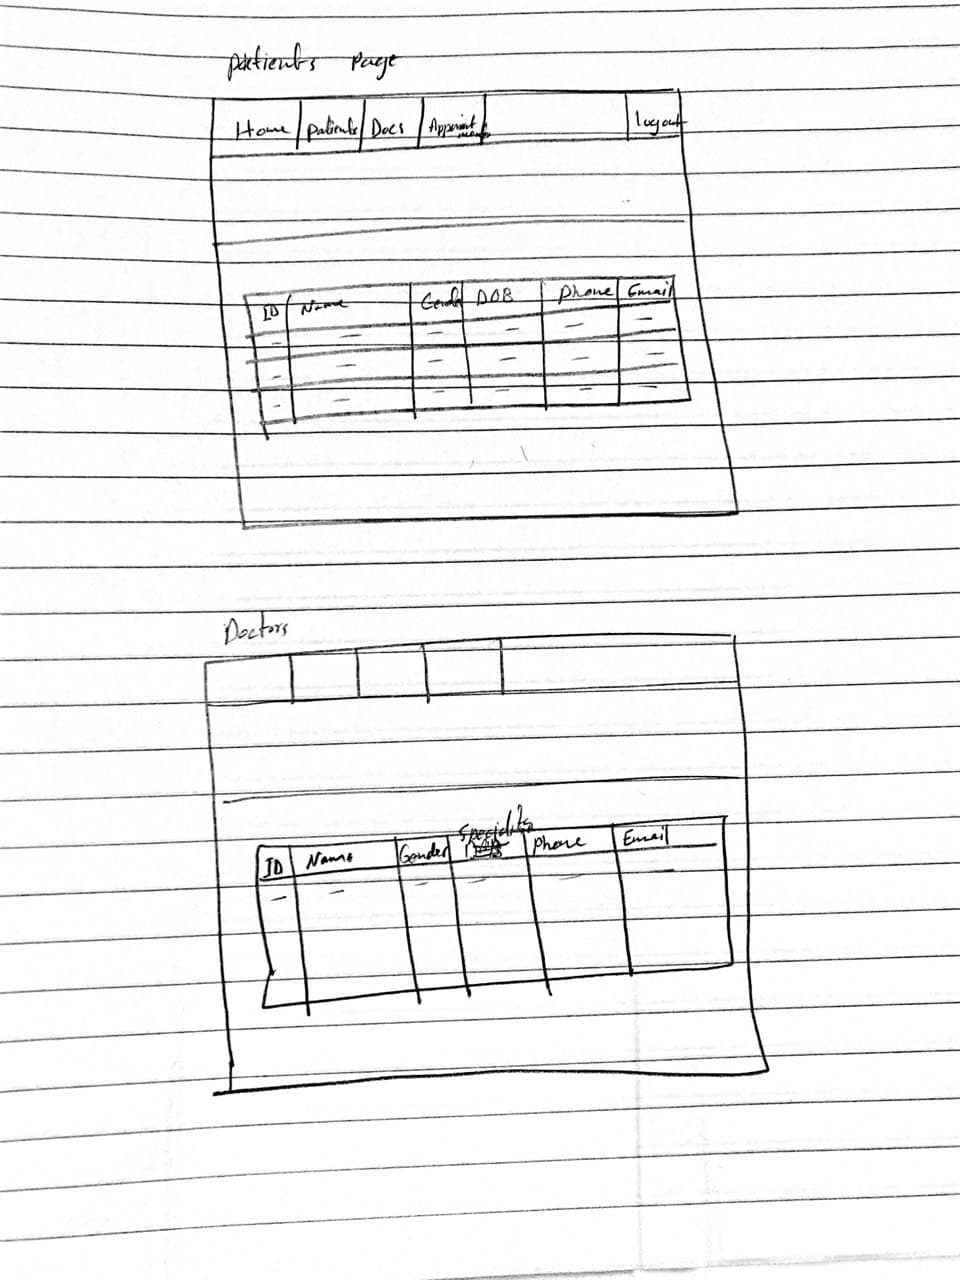 Patients Page
Home Patients Docs Appointments Logout
ID Name Gender DOB Phone Email
Doctors
ID Name Gender Phone Email